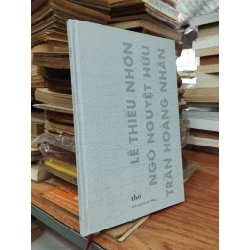 LÊ THIẾU NHƠN
NGÔ NGUYỆT HỮU
TRẦN HOÀNG NHÂN
thơ